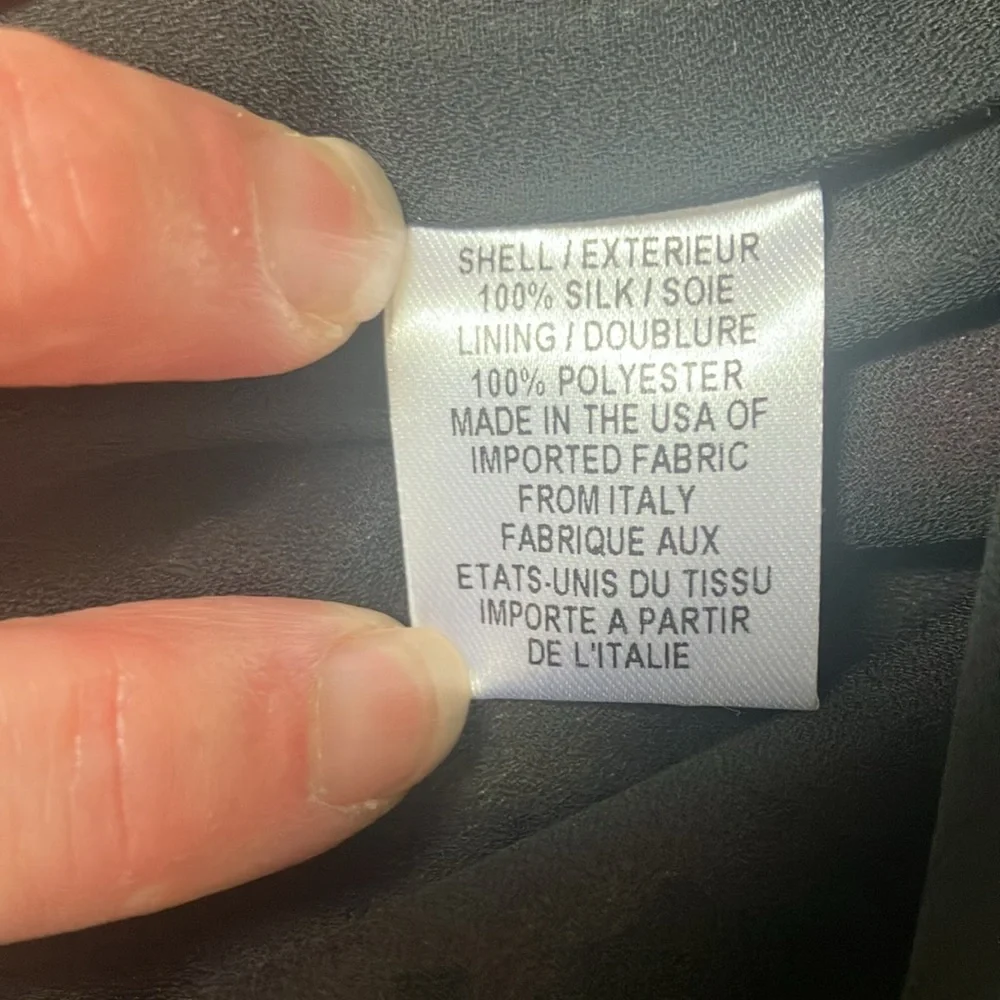 SHELL / EXTERIEUR
100% SILK / SOIE
LINING / DOUBLURE
100% POLYESTER
MADE IN THE USA OF
IMPORTED FABRIC
FROM ITALY
FABRIQUE AUX
ETATS-UNIS DU TISSU
IMPORTE A PARTIR
DE L'ITALIE